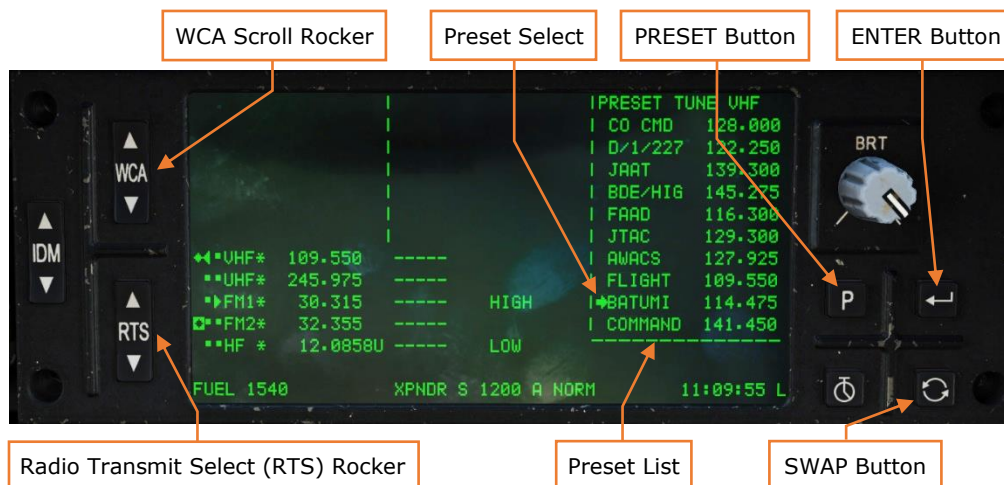 WCA Scroll Rocker
Preset Select
PRESET Button
ENTER Button
PRESET TUNE VHF
CO CMD 128.000
D/1/227 122.250
JAAT 139.300
BDE/HIG 145.275
FAAD 116.300
JTAC 129.300
AWACS 127.925
FLIGHT 109.550
BATUMI 114.475
COMMAND 141.450
VHF* 109.550 -----
UHF* 245.975 -----
FM1* 30.315 ----- HIGH
FM2* 32.355 -----
HF * 12.0858U ----- LOW
FUEL 1540 XPNDR S 1200 A NORM 11:09:55 L
WCA
IDM
RTS
BRT
P
Radio Transmit Select (RTS) Rocker
Preset List
SWAP Button